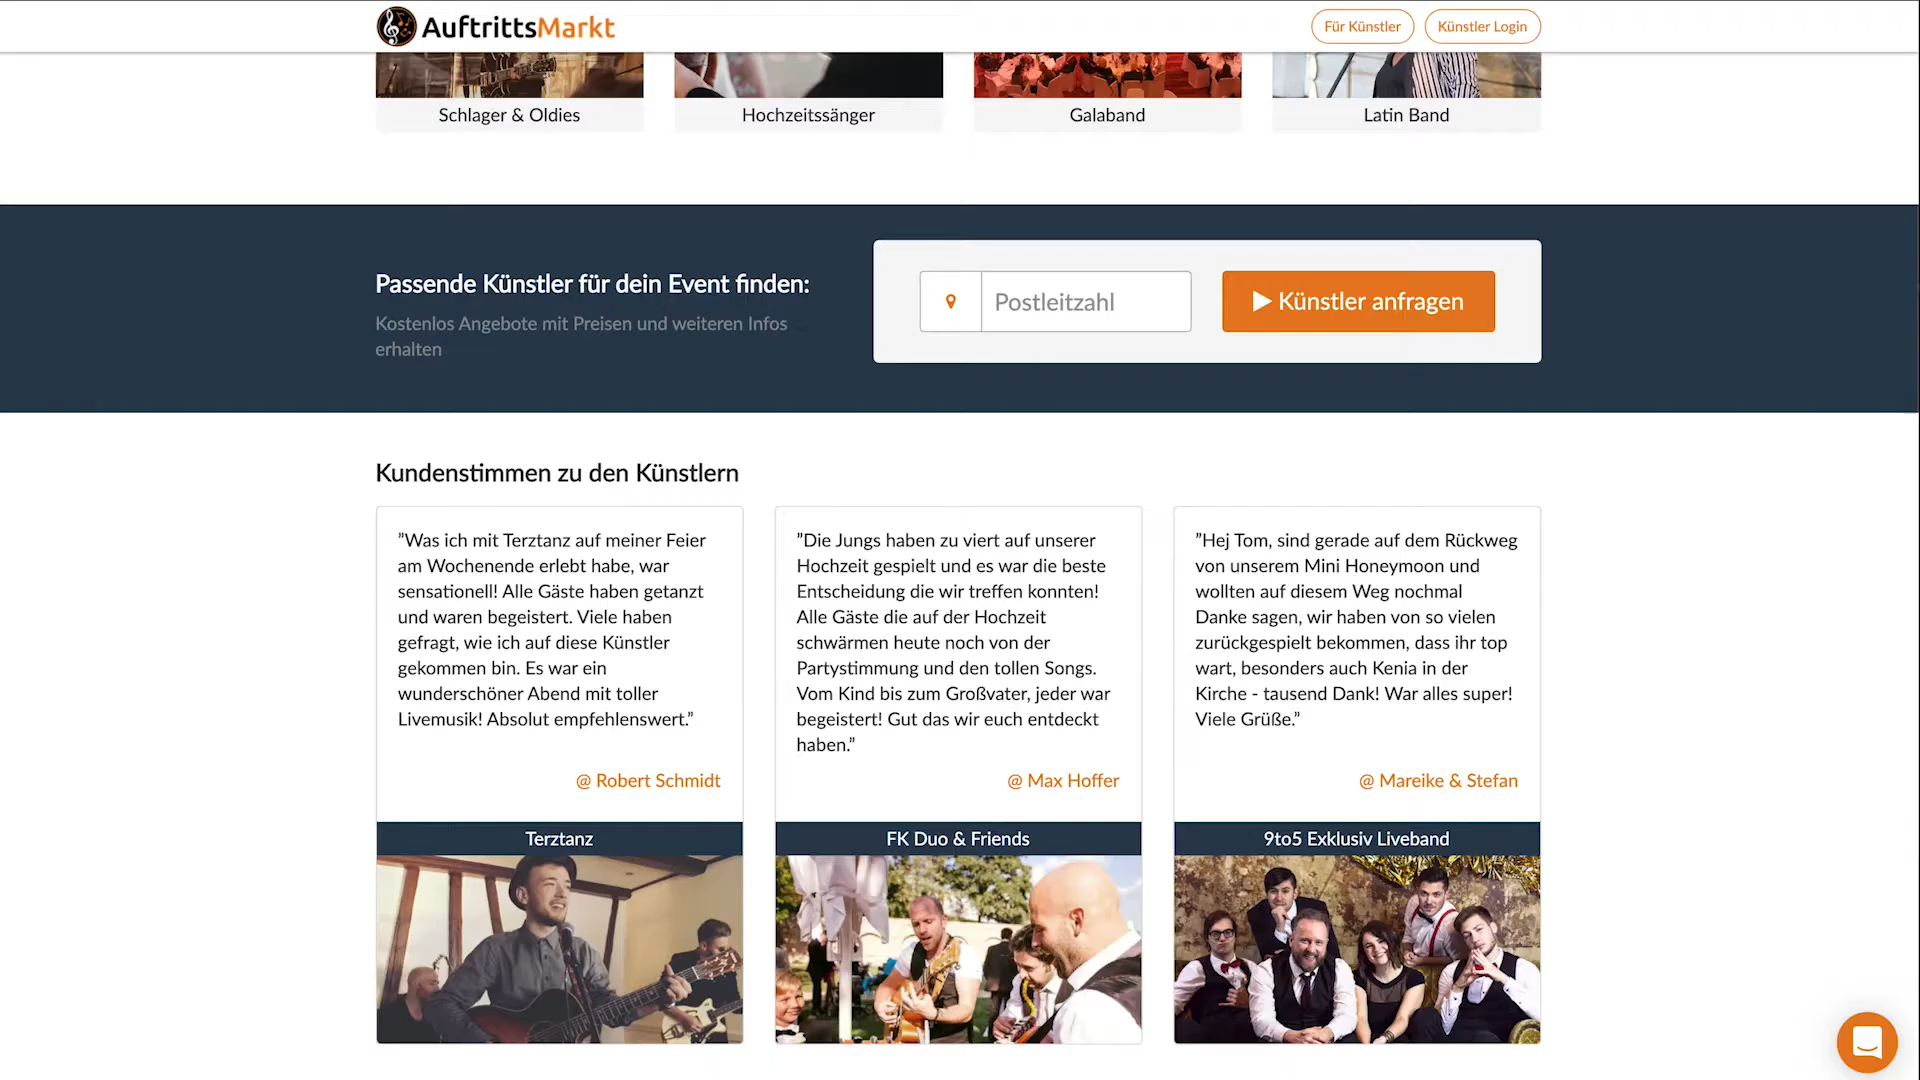 AuftrittsMarkt
Für Künstler
Künstler Login
Schlager & Oldies
Hochzeitssänger
Galaband
Latin Band
Passende Künstler für dein Event finden:
Kostenlos Angebote mit Preisen und weiteren Infos
erhalten
Postleitzahl
Künstler anfragen
Kundenstimmen zu den Künstlern
”Was ich mit Terztanz auf meiner Feier
am Wochenende erlebt habe, war
sensationell! Alle Gäste haben getanzt
und waren begeistert. Viele haben
gefragt, wie ich auf diese Künstler
gekommen bin. Es war ein
wunderschöner Abend mit toller
Livemusik! Absolut empfehlenswert.”
@ Robert Schmidt
Terztanz
”Die Jungs haben zu viert auf unserer
Hochzeit gespielt und es war die beste
Entscheidung die wir treffen konnten!
Alle Gäste die auf der Hochzeit
schwärmen heute noch von der
Partystimmung und den tollen Songs.
Vom Kind bis zum Großvater, jeder war
begeistert! Gut das wir euch entdeckt
haben.”
@ Max Hoffer
FK Duo & Friends
”Hej Tom, sind gerade auf dem Rückweg
von unserem Mini Honeymoon und
wollten auf diesem Weg nochmal
Danke sagen, wir haben von so vielen
zurückgespielt bekommen, dass ihr top
wart, besonders auch Kenia in der
Kirche - tausend Dank! War alles super!
Viele Grüße.”
@ Mareike & Stefan
9to5 Exklusiv Liveband